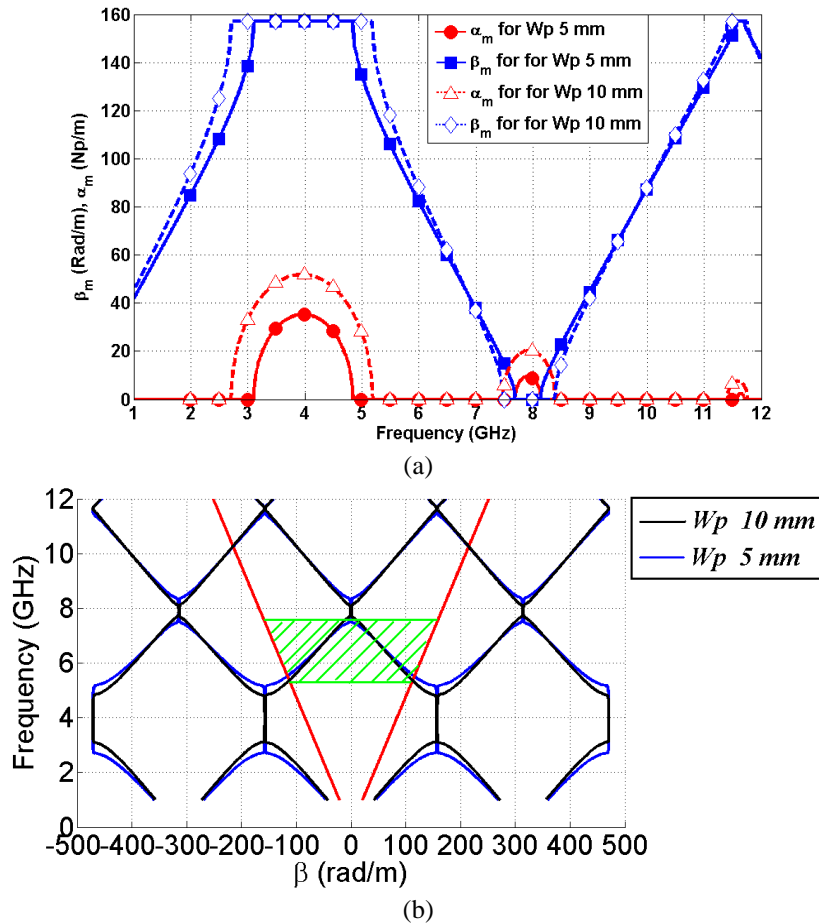 160
140
120
100
80
60
40
20
0
β_m (Rad/m), α_m (Np/m)
α_m for Wp 5 mm
β_m for for Wp 5 mm
α_m for Wp 10 mm
β_m for for Wp 10 mm
1 2 3 4 5 6 7 8 9 10 11 12
Frequency (GHz)
(a)
12
10
8
6
4
2
0
Frequency (GHz)
Wp 10 mm
Wp 5 mm
-500 -400 -300 -200 -100 0 100 200 300 400 500
β (rad/m)
(b)